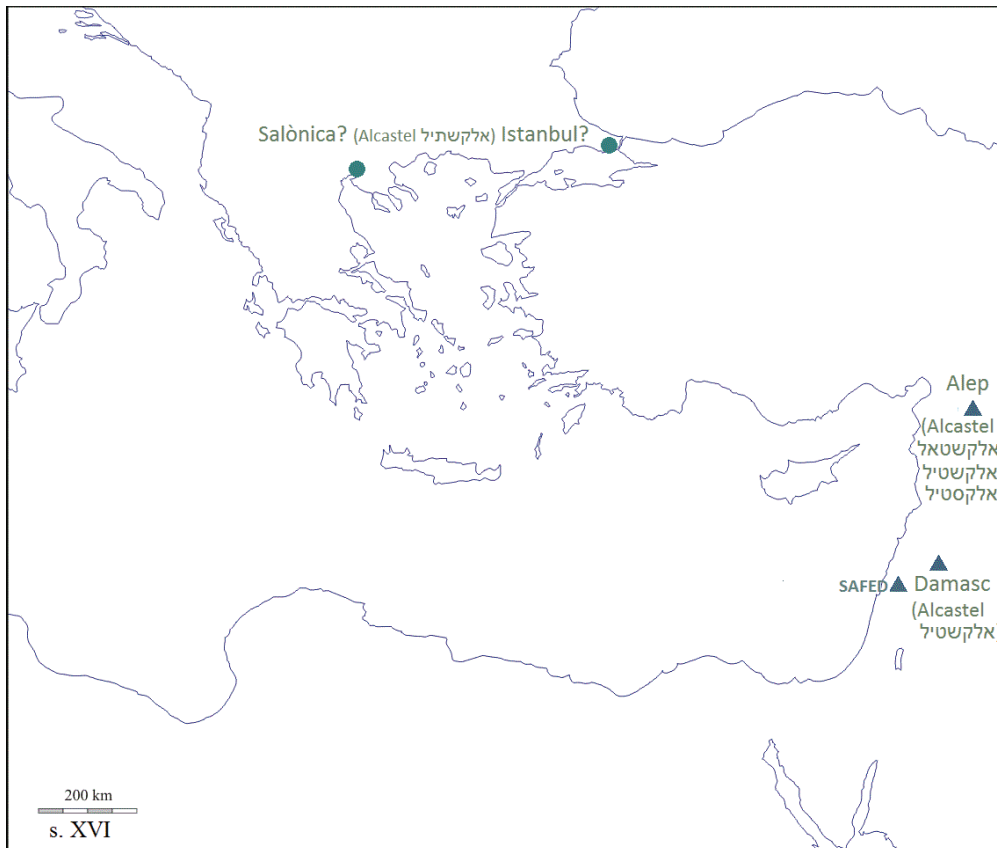 Salònica? (Alcastel אלקשתיל) Istanbul?
Alep
(Alcastel
אלקשטאל
אלקשטיל
אלקסטיל
SAFED
Damasc
(Alcastel
אלקשטיל)
200 km
s. XVI